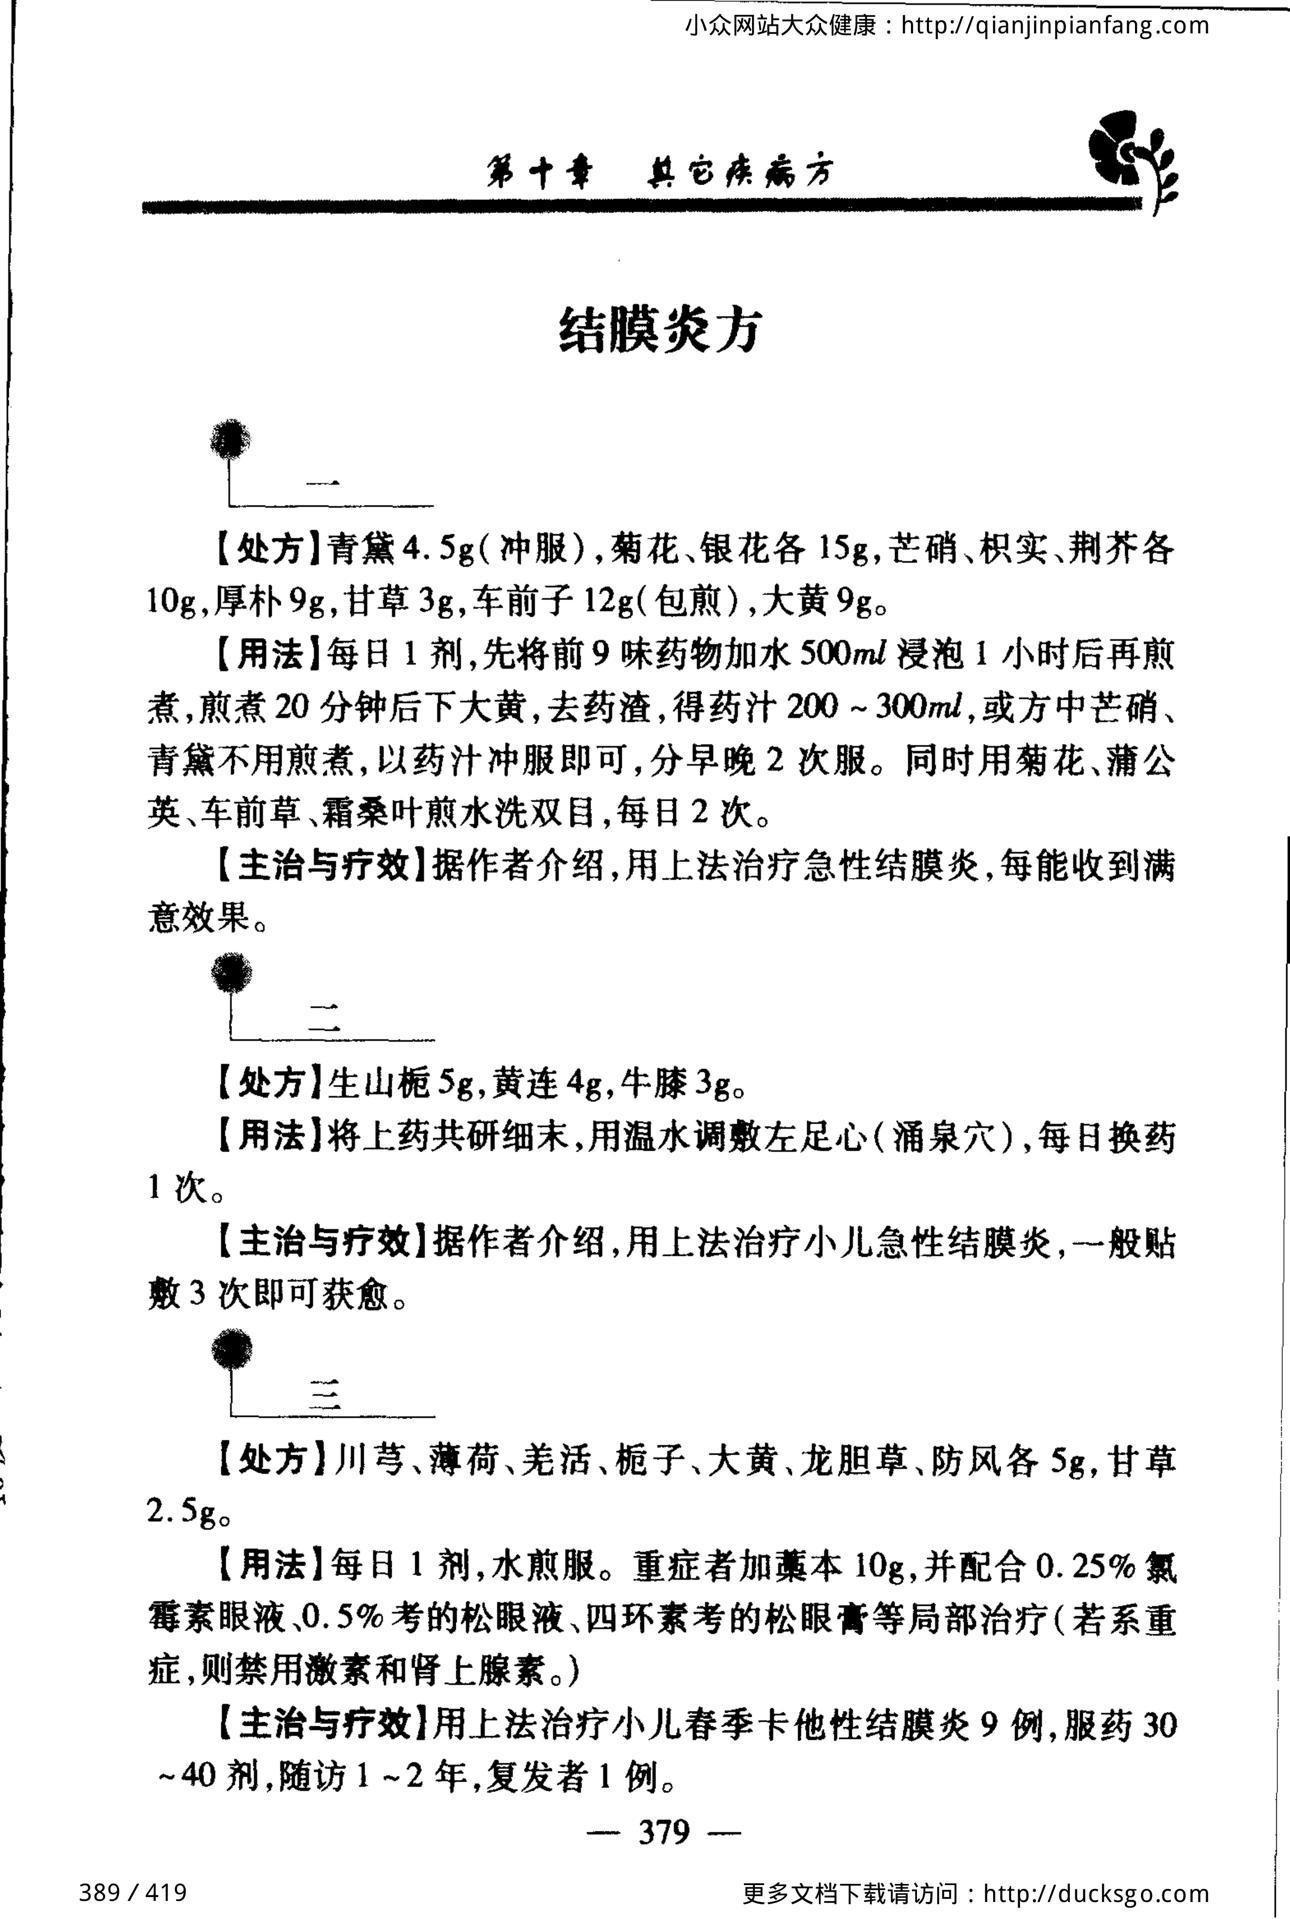 小众网站大众健康：http://qianjinpianfang.com
第十章 其它疾病方
结膜炎方
一
【处方】青黛4.5g(冲服),菊花、银花各15g,芒硝、枳实、荆芥各
10g,厚朴9g,甘草3g,车前子12g(包煎),大黄9g。
【用法】每日1剂,先将前9味药物加水500ml浸泡1小时后再煎
煮,煎煮20分钟后下大黄,去药渣,得药汁200~300ml,或方中芒硝、
青黛不用煎煮,以药汁冲服即可,分早晚2次服。同时用菊花、蒲公
英、车前草、霜桑叶煎水洗双目,每日2次。
【主治与疗效】据作者介绍,用上法治疗急性结膜炎,每能收到满
意效果。
二
【处方】生山栀5g,黄连4g,牛膝3g。
【用法】将上药共研细末,用温水调敷左足心(涌泉穴),每日换药
1次。
【主治与疗效】据作者介绍,用上法治疗小儿急性结膜炎,一般贴
敷3次即可获愈。
三
【处方】川芎、薄荷、羌活、栀子、大黄、龙胆草、防风各5g,甘草
2.5g。
【用法】每日1剂,水煎服。重症者加藁本10g,并配合0.25%氯
霉素眼液、0.5%考的松眼液、四环素考的松眼膏等局部治疗(若系重
症,则禁用激素和肾上腺素。)
【主治与疗效】用上法治疗小儿春季卡他性结膜炎9例,服药30
~40剂,随访1~2年,复发者1例。
— 379 —
389 / 419
更多文档下载请访问：http://ducksgo.com